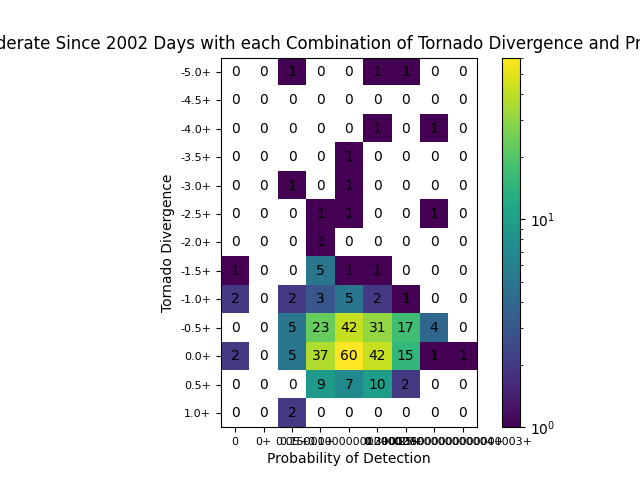 derate Since 2002 Days with each Combination of Tornado Divergence and Pr
-5.0+ 0 0 1 0 0 1 1 0 0
-4.5+ 0 0 0 0 0 0 0 0 0
-4.0+ 0 0 0 0 0 1 0 1 0
-3.5+ 0 0 0 0 1 0 0 0 0
-3.0+ 0 0 1 0 1 0 0 0 0
-2.5+ 0 0 0 1 1 0 0 1 0
-2.0+ 0 0 0 1 0 0 0 0 0
-1.5+ 1 0 0 5 1 1 0 0 0
-1.0+ 2 0 2 3 5 2 1 0 0
-0.5+ 0 0 5 23 42 31 17 4 0
0.0+ 2 0 5 37 60 42 15 1 1
0.5+ 0 0 0 9 7 10 2 0 0
1.0+ 0 0 2 0 0 0 0 0 0
0 0+
Probability of Detection
Tornado Divergence
10¹
10⁰